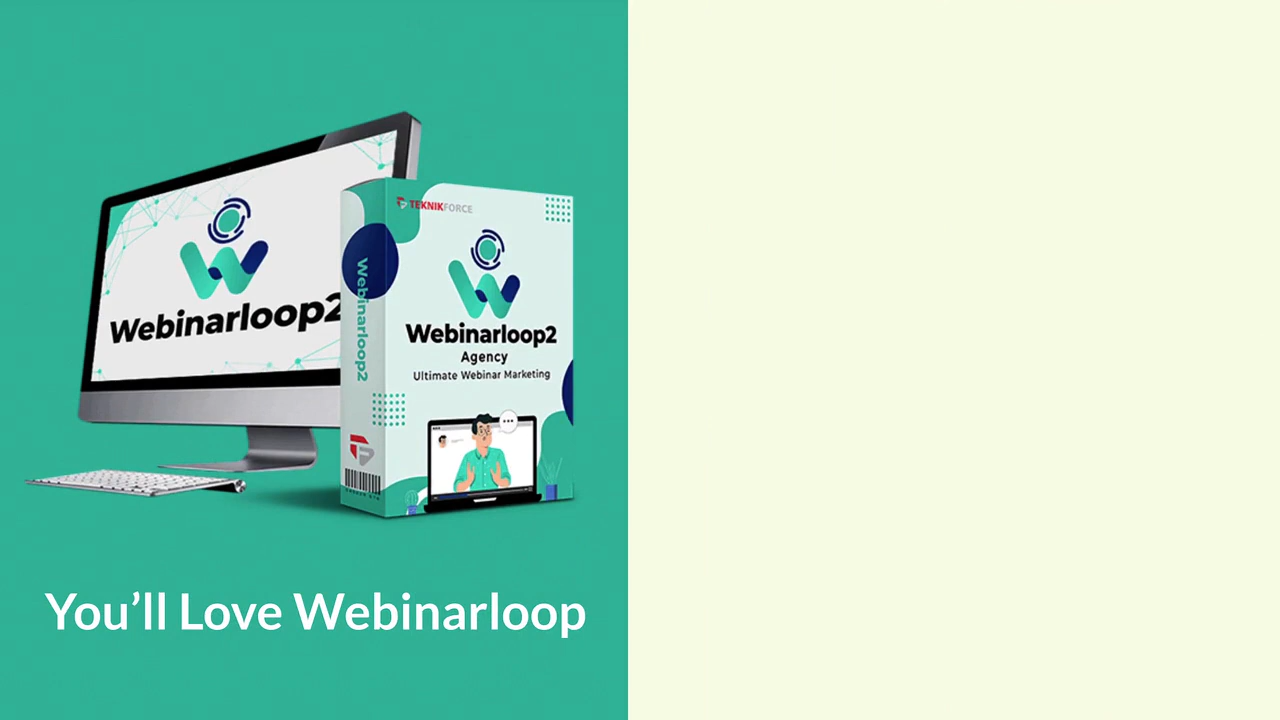 Webinarloop2
Webinarloop2
TEKNIKFORCE
Webinarloop2
Agency
Ultimate Webinar Marketing
You’ll Love Webinarloop